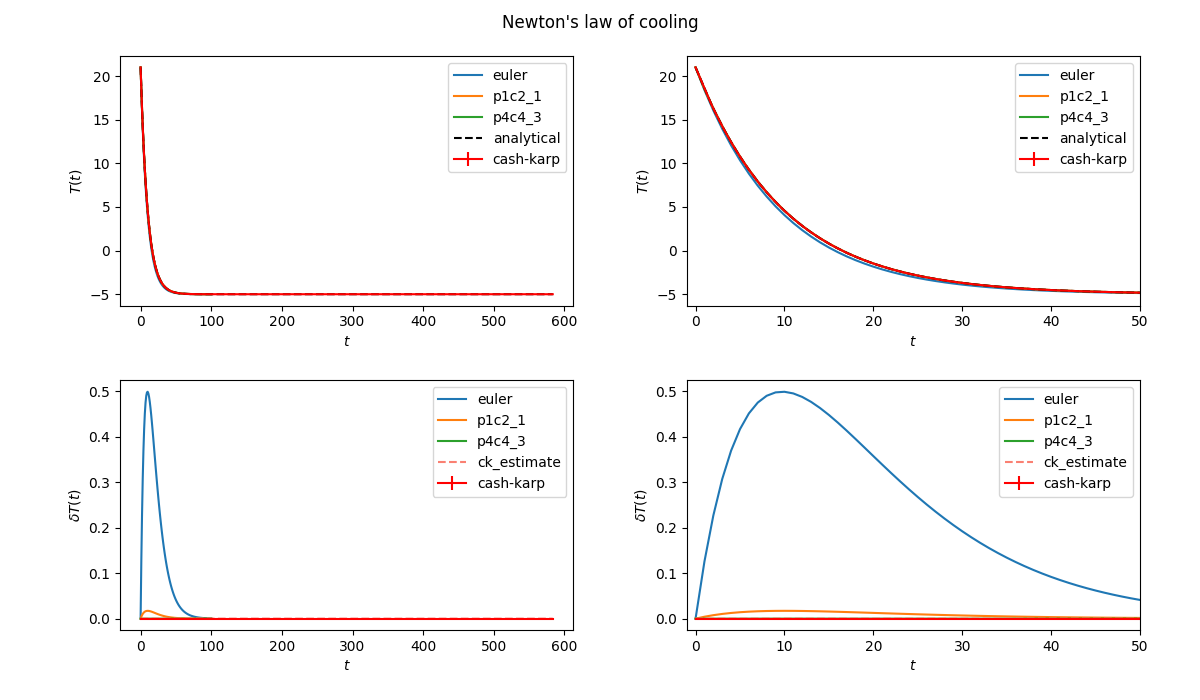 Newton's law of cooling
20
15
10
5
0
−5
T(t)
0
100
200
300
400
500
600
t
euler
p1c2_1
p4c4_3
analytical
cash-karp
20
15
10
5
0
−5
T(t)
0
10
20
30
40
50
t
euler
p1c2_1
p4c4_3
analytical
cash-karp
0.5
0.4
0.3
0.2
0.1
0.0
δT(t)
0
100
200
300
400
500
600
t
euler
p1c2_1
p4c4_3
ck_estimate
cash-karp
0.5
0.4
0.3
0.2
0.1
0.0
δT(t)
0
10
20
30
40
50
t
euler
p1c2_1
p4c4_3
ck_estimate
cash-karp